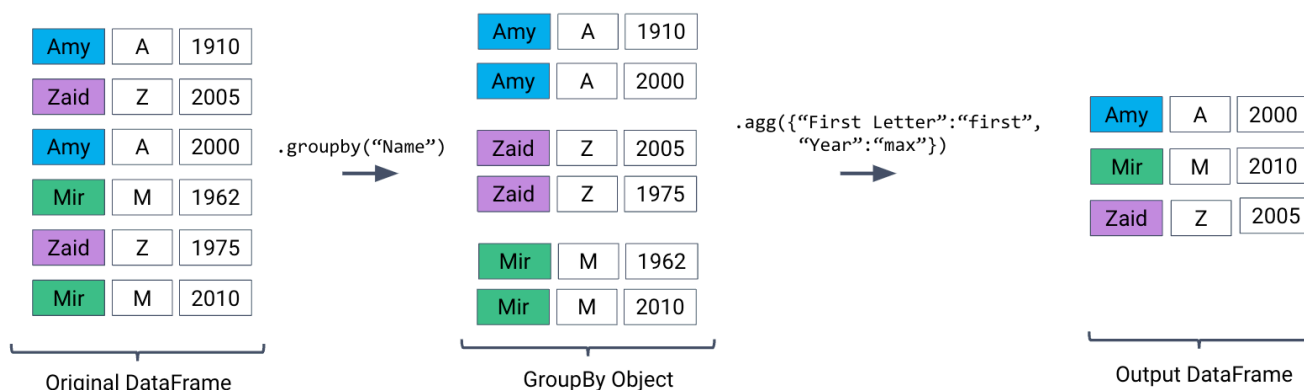 Amy A 1910
Zaid Z 2005
Amy A 2000
Mir M 1962
Zaid Z 1975
Mir M 2010
Original DataFrame
.groupby(“Name”)
Amy A 1910
Amy A 2000
Zaid Z 2005
Zaid Z 1975
Mir M 1962
Mir M 2010
GroupBy Object
.agg({“First Letter”:“first”,
“Year”:“max”})
Amy A 2000
Mir M 2010
Zaid Z 2005
Output DataFrame